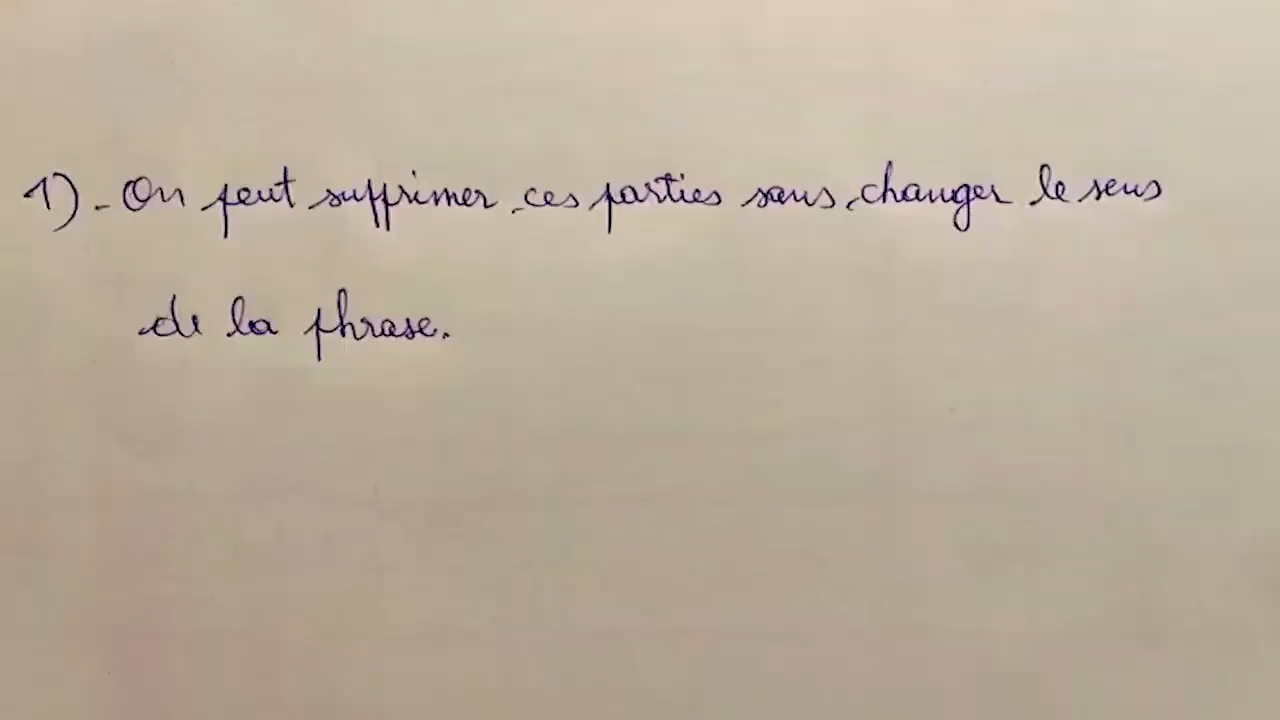 1)- On peut supprimer ces parties sans changer le sens
de la phrase.